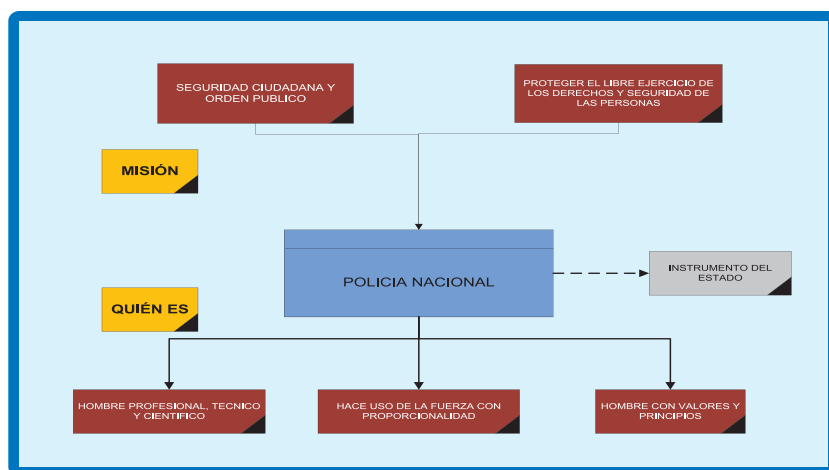 SEGURIDAD CIUDADANA Y
ORDEN PUBLICO
PROTEGER EL LIBRE EJERCICIO DE
LOS DERECHOS Y SEGURIDAD DE
LAS PERSONAS
MISIÓN
POLICIA NACIONAL
INSTRUMENTO DEL
ESTADO
QUIÉN ES
HOMBRE PROFESIONAL, TECNICO
Y CIENTIFICO
HACE USO DE LA FUERZA CON
PROPORCIONALIDAD
HOMBRE CON VALORES Y
PRINCIPIOS